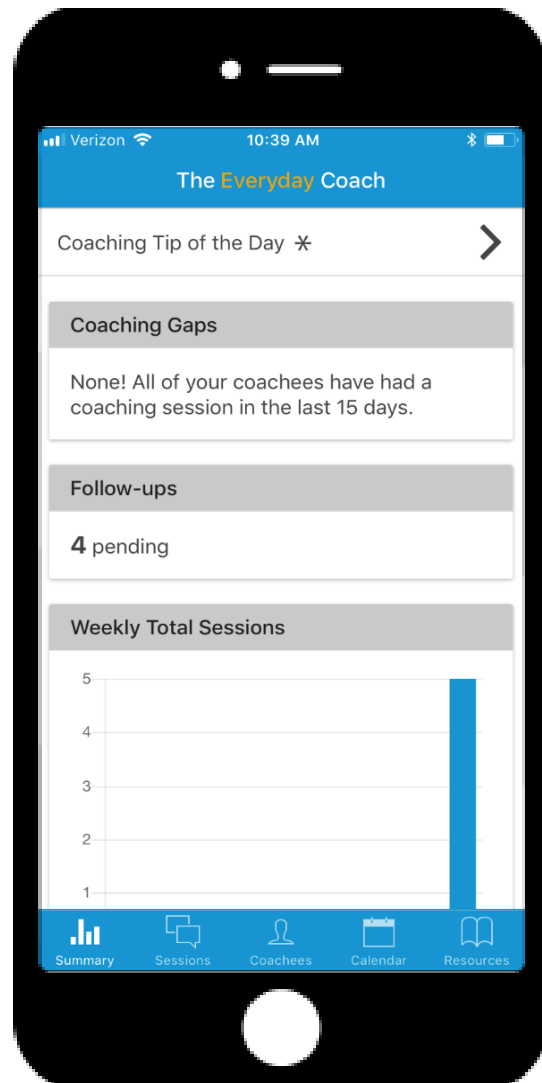 Verizon 10:39 AM
The Everyday Coach
Coaching Tip of the Day
Coaching Gaps
None! All of your coachees have had a
coaching session in the last 15 days.
Follow-ups
4 pending
Weekly Total Sessions
5
4
3
2
1
Summary Sessions Coachees Calendar Resources